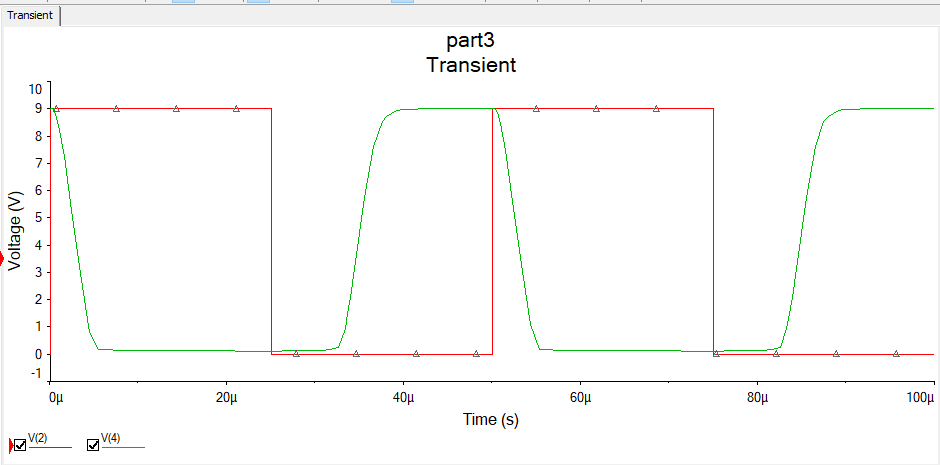 Transient
part3
Transient
10
9
8
7
6
5
4
3
2
1
0
-1
Voltage (V)
0μ 20μ 40μ 60μ 80μ 100μ
Time (s)
V(2) V(4)